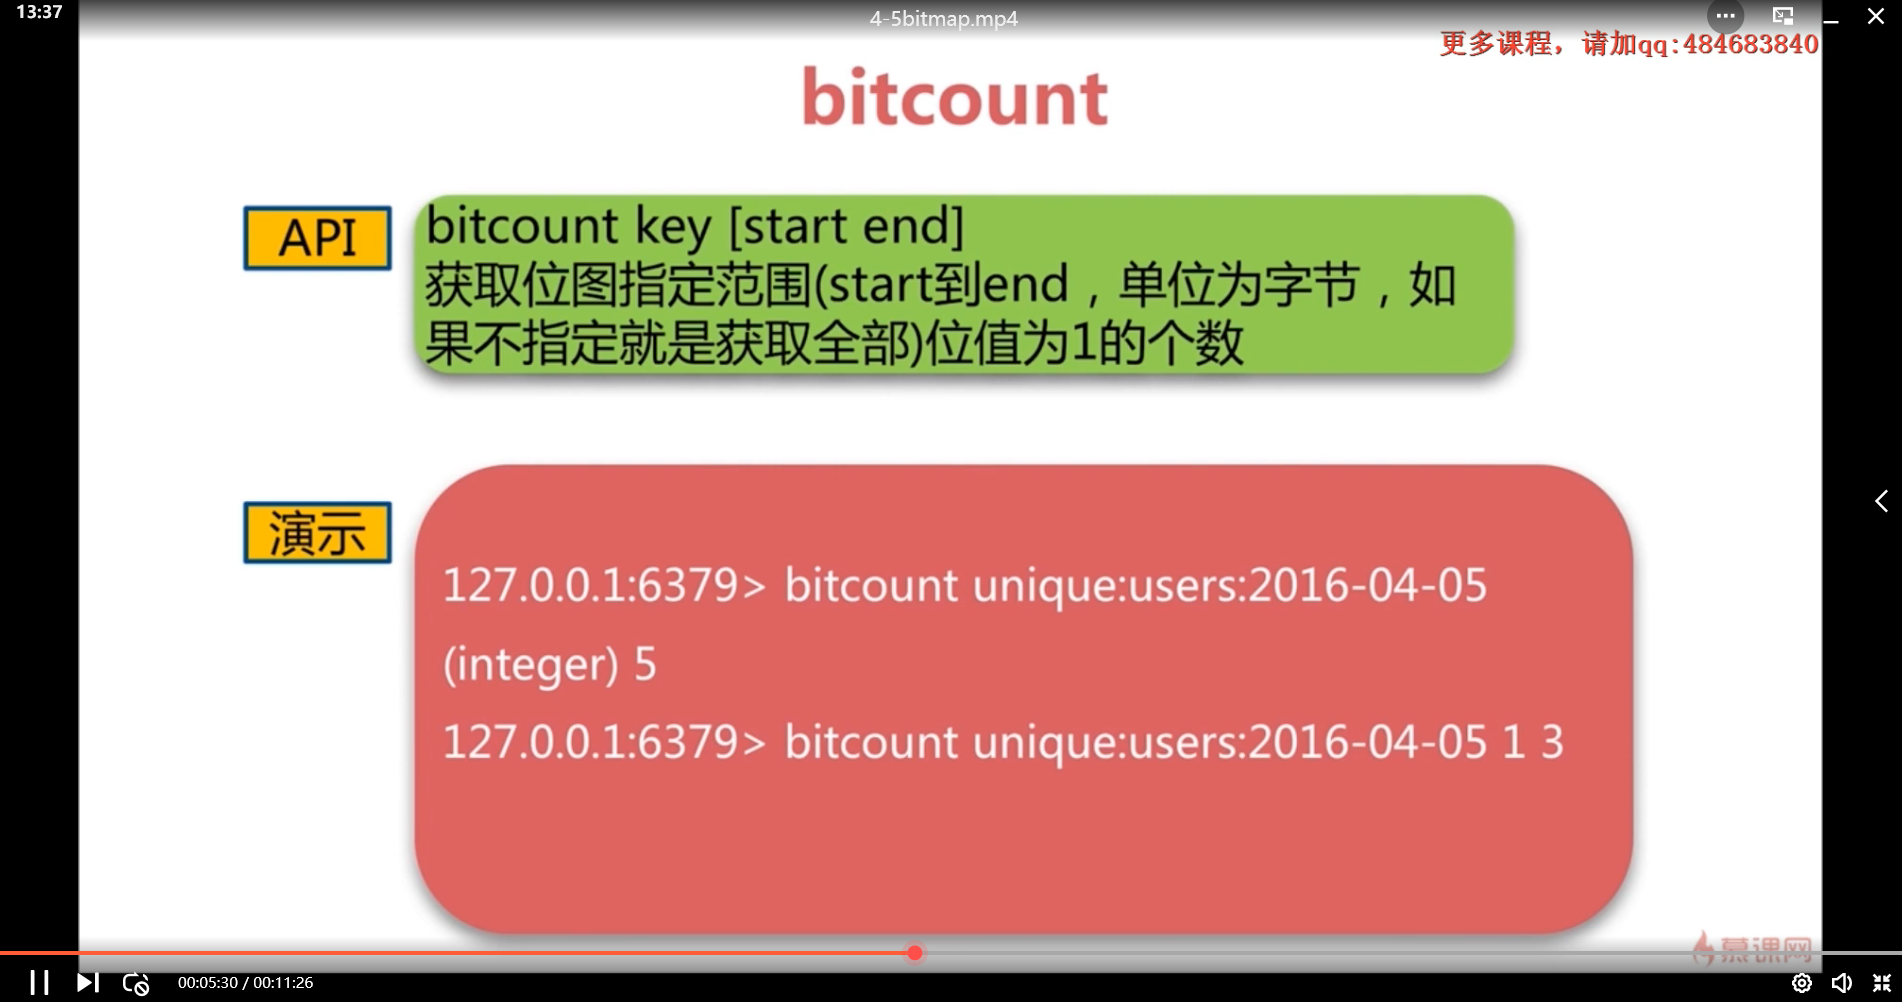 13:37
4-5bitmap.mp4
更多课程，请加qq:484683840
bitcount
API
bitcount key [start end]
获取位图指定范围(start到end，单位为字节，如
果不指定就是获取全部)位值为1的个数
演示
127.0.0.1:6379> bitcount unique:users:2016-04-05
(integer) 5
127.0.0.1:6379> bitcount unique:users:2016-04-05 1 3
慕课网
00:05:30 / 00:11:26